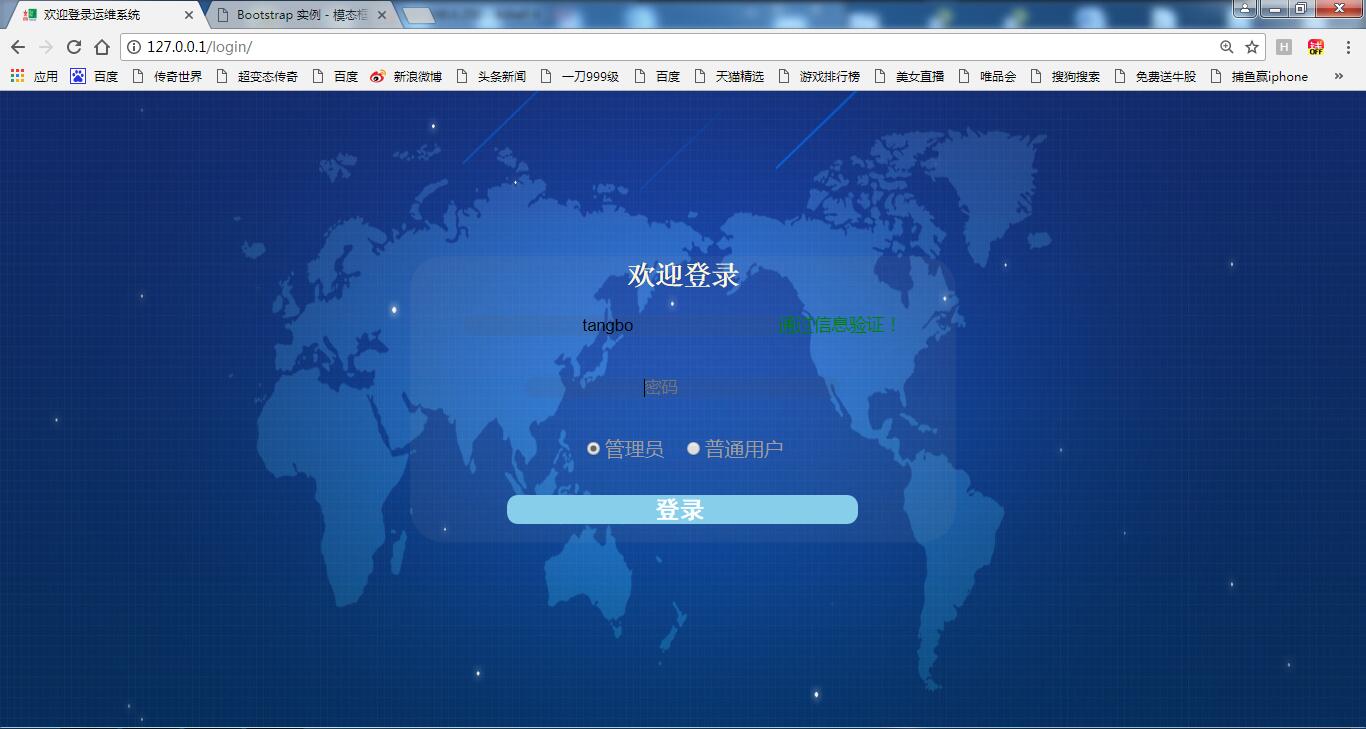 欢迎登录运维系统
Bootstrap 实例 - 模态框
127.0.0.1/login/
应用 百度 传奇世界 超变态传奇 百度 新浪微博 头条新闻 一刀999级 百度 天猫精选 游戏排行榜 美女直播 唯品会 搜狗搜索 免费送牛股 捕鱼赢iphone »
欢迎登录
tangbo 通过信息验证！
密码
管理员 普通用户
登录